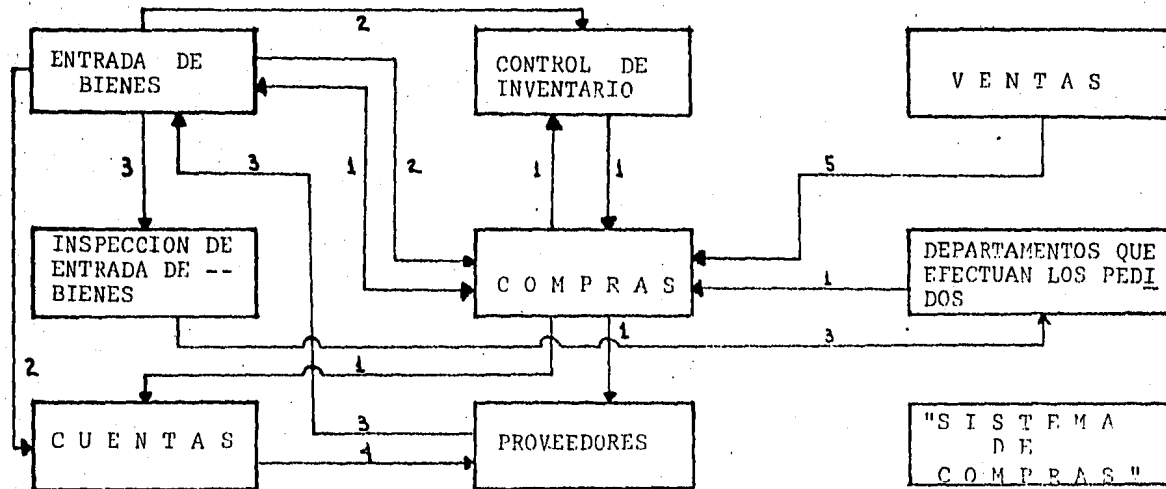 2
ENTRADA DE
BIENES
CONTROL DE
INVENTARIO
V E N T A S
3
3
1
2
1
1
5
INSPECCION DE
ENTRADA DE --
BIENES
C O M P R A S
DEPARTAMENTOS QUE
EFECTUAN LOS PEDI
DOS
1
1
3
2
1
C U E N T A S
3
1
PROVEEDORES
"S I S T E M A
D E
C O M P R A S"